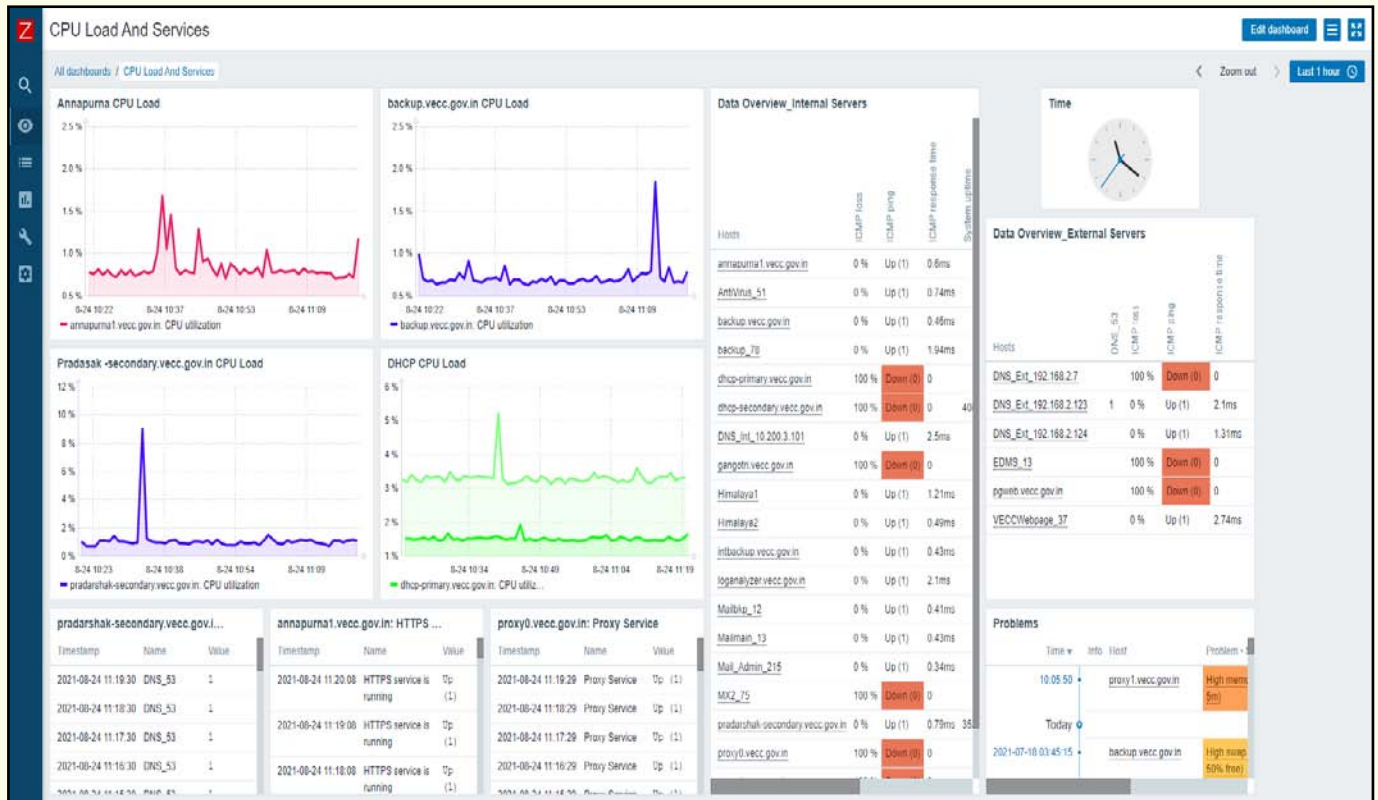 Z
CPU Load And Services
Edit dashboard
All dashboards / CPU Load And Services
Zoom out
Last 1 hour
Annapurna CPU Load
2.5 %
2.0 %
1.5 %
1.0 %
0.5 %
8-24 10:22 8-24 10:37 8-24 10:53 8-24 11:09
annapurna1.vecc.gov.in: CPU utilization
backup.vecc.gov.in CPU Load
2.5 %
2.0 %
1.5 %
1.0 %
0.5 %
8-24 10:22 8-24 10:37 8-24 10:53 8-24 11:09
backup.vecc.gov.in: CPU utilization
Pradasak -secondary.vecc.gov.in CPU Load
12 %
10 %
8 %
6 %
4 %
2 %
0 %
8-24 10:23 8-24 10:38 8-24 10:54 8-24 11:09
pradarshak-secondary.vecc.gov.in: CPU utilization
DHCP CPU Load
6 %
5 %
4 %
3 %
2 %
1 %
8-24 10:34 8-24 10:49 8-24 11:04 8-24 11:19
dhcp-primary.vecc.gov.in: CPU utiliz...
pradarshak-secondary.vecc.gov.i...
Timestamp Name Value
2021-08-24 11:19:30 DNS_53 1
2021-08-24 11:18:30 DNS_53 1
2021-08-24 11:17:30 DNS_53 1
2021-08-24 11:16:30 DNS_53 1
annapurna1.vecc.gov.in: HTTPS ...
Timestamp Name Value
2021-08-24 11:20:08 HTTPS service is Up
running (1)
2021-08-24 11:19:08 HTTPS service is Up
running (1)
2021-08-24 11:18:08 HTTPS service is Up
running (1)
proxy0.vecc.gov.in: Proxy Service
Timestamp Name Value
2021-08-24 11:19:29 Proxy Service Up (1)
2021-08-24 11:18:29 Proxy Service Up (1)
2021-08-24 11:17:29 Proxy Service Up (1)
2021-08-24 11:16:29 Proxy Service Up (1)
Data Overview_Internal Servers
Hosts ICMP loss ICMP ping ICMP response time System uptime
annapurna1.vecc.gov.in 0 % Up (1) 0.6ms
AntiVirus_51 0 % Up (1) 0.74ms
backup.vecc.gov.in 0 % Up (1) 0.46ms
backup_78 0 % Up (1) 1.94ms
dhcp-primary.vecc.gov.in 100 % Down (0) 0
dhcp-secondary.vecc.gov.in 100 % Down (0) 0 40
DNS_Int_10.200.3.101 0 % Up (1) 2.5ms
gangotri.vecc.gov.in 100 % Down (0) 0
Himalaya1 0 % Up (1) 1.21ms
Himalaya2 0 % Up (1) 0.49ms
intbackup.vecc.gov.in 0 % Up (1) 0.43ms
loganalyzer.vecc.gov.in 0 % Up (1) 2.1ms
Mailbkp_12 0 % Up (1) 0.41ms
Mailmain_13 0 % Up (1) 0.43ms
Mail_Admin_215 0 % Up (1) 0.34ms
MX2_75 100 % Down (0) 0
pradarshak-secondary.vecc.gov.in 0 % Up (1) 0.79ms 35
proxy0.vecc.gov.in 100 % Down (0) 0
Time
Data Overview_External Servers
Hosts DNS_53 ICMP loss ICMP ping ICMP response time
DNS_Ext_192.168.2.7 100 % Down (0) 0
DNS_Ext_192.168.2.123 1 0 % Up (1) 2.1ms
DNS_Ext_192.168.2.124 0 % Up (1) 1.31ms
EDMS_13 100 % Down (0) 0
pgweb.vecc.gov.in 100 % Down (0) 0
VECCWebpage_37 0 % Up (1) 2.74ms
Problems
Time Info Host Problem
10:05:50 proxy1.vecc.gov.in High
5m)
Today
2021-07-18 03:45:15 backup.vecc.gov.in High swap
50% free)